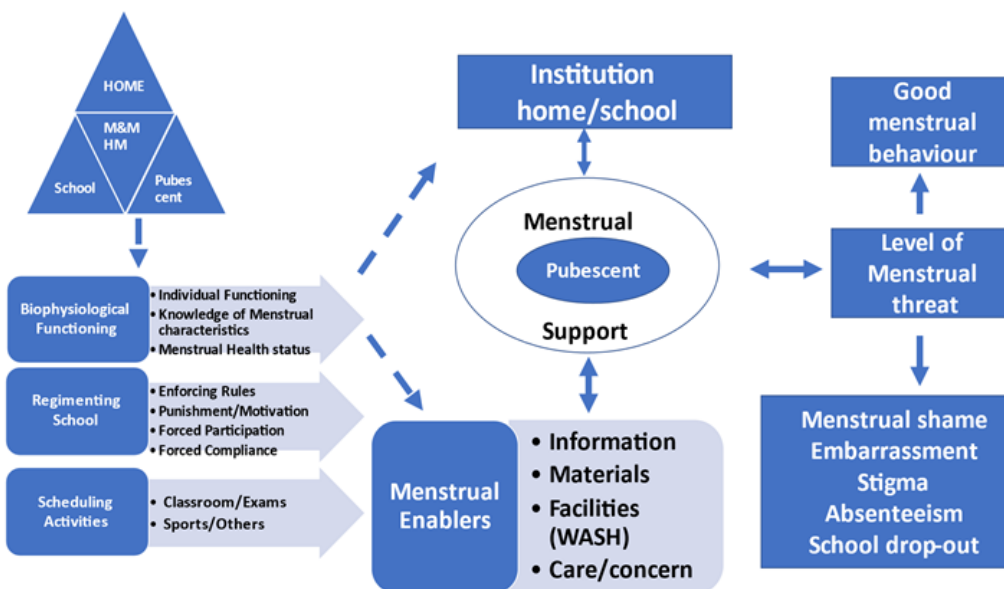 HOME
M&M
HM
School
Pubes
cent
Biophysiological
Functioning
• Individual Functioning
• Knowledge of Menstrual
characteristics
• Menstrual Health status
Regimenting
School
• Enforcing Rules
• Punishment/Motivation
• Forced Participation
• Forced Compliance
Scheduling
Activities
• Classroom/Exams
• Sports/Others
Institution
home/school
Menstrual
Pubescent
Support
Menstrual
Enablers
• Information
• Materials
• Facilities
(WASH)
• Care/concern
Good
menstrual
behaviour
Level of
Menstrual
threat
Menstrual shame
Embarrassment
Stigma
Absenteeism
School drop-out